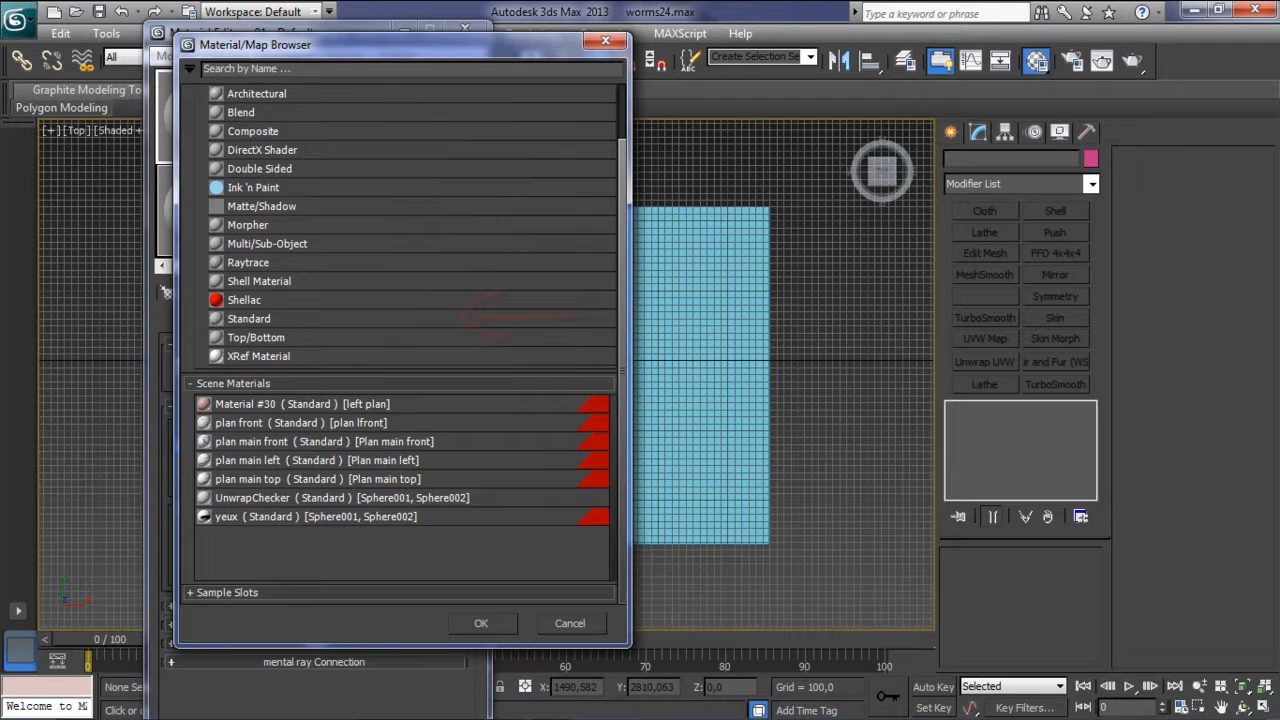 Workspace: Default
Autodesk 3ds Max 2013 worms24.max
Type a keyword or phrase
Edit
Tools
MAXScript
Help
Material/Map Browser
All
Create Selection Se
Search by Name ...
Graphite Modeling To
Polygon Modeling
[+] [Top] [Shaded +
Architectural
Blend
Composite
DirectX Shader
Double Sided
Ink 'n Paint
Matte/Shadow
Morpher
Multi/Sub-Object
Raytrace
Shell Material
Shellac
Standard
Top/Bottom
XRef Material
- Scene Materials
Material #30 ( Standard ) [left plan]
plan front ( Standard ) [plan lfront]
plan main front ( Standard ) [Plan main front]
plan main left ( Standard ) [Plan main left]
plan main top ( Standard ) [Plan main top]
UnwrapChecker ( Standard ) [Sphere001, Sphere002]
yeux ( Standard ) [Sphere001, Sphere002]
+ Sample Slots
OK
Cancel
+ mental ray Connection
Modifier List
Cloth
Shell
Lathe
Push
Edit Mesh
FFD 4x4x4
MeshSmooth
Mirror
Symmetry
TurboSmooth
Skin
UVW Map
Skin Morph
Unwrap UVW
ir and Fur (WS
Lathe
TurboSmooth
0 / 100
0
60
70
80
90
100
None Se
X: 1490,582
Y: 2810,063
Z: 0,0
Grid = 100,0
Auto Key
Selected
Welcome to M
Click or
Add Time Tag
Set Key
Key Filters...
0